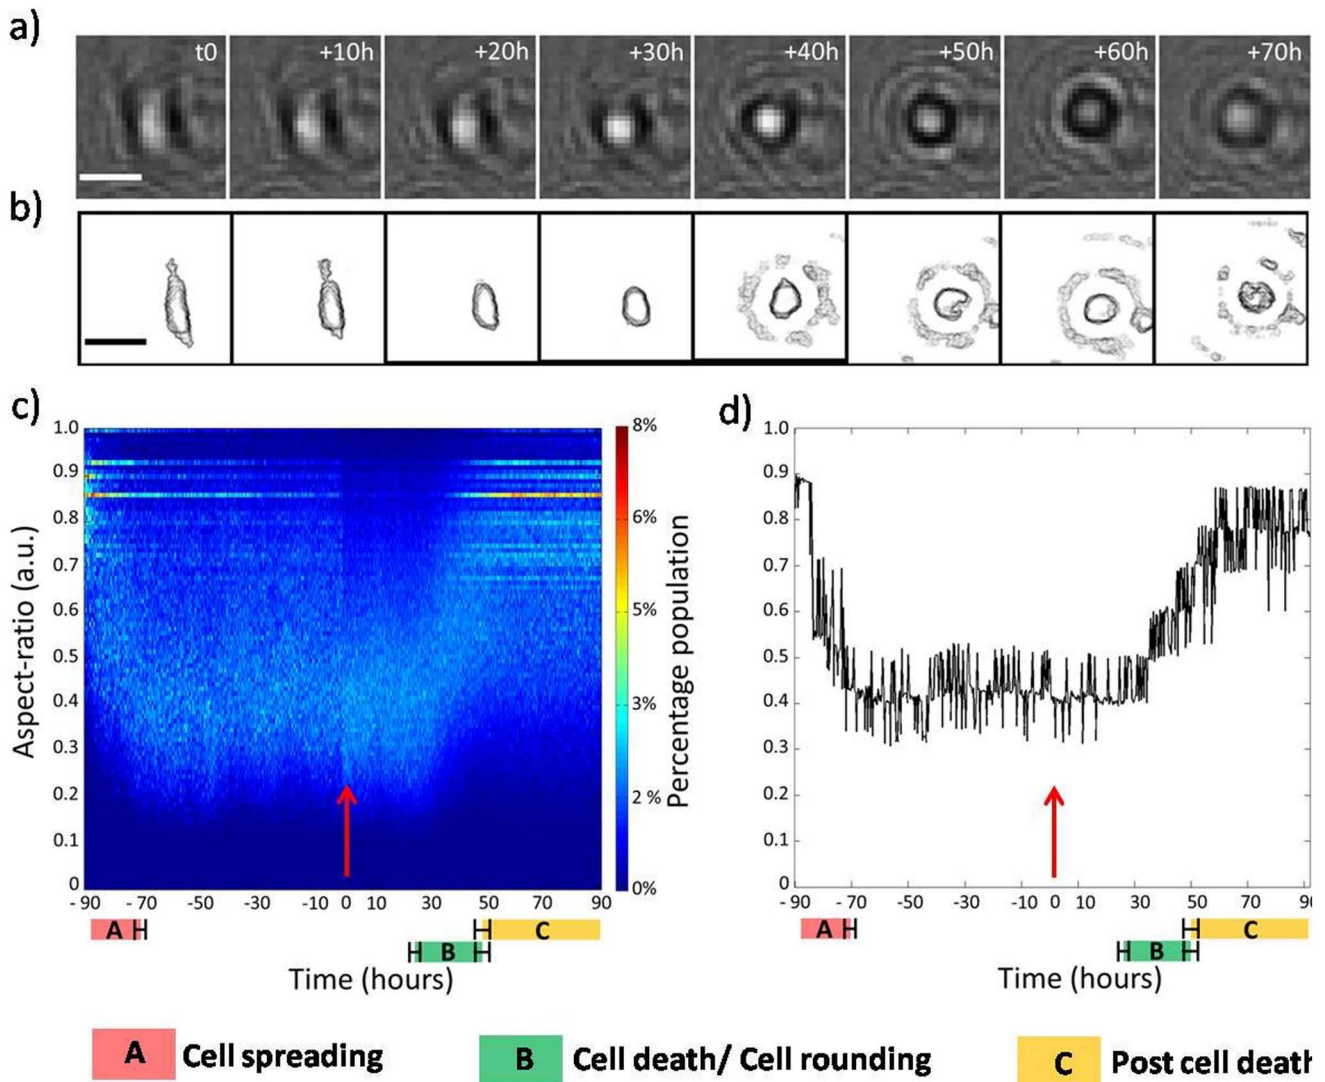 a)
t0 +10h +20h +30h +40h +50h +60h +70h
b)
c)
d)
1.0
0.9
0.8
0.7
0.6
0.5
0.4
0.3
0.2
0.1
0
Aspect-ratio (a.u.)
-90 -70 -50 -30 -10 0 10 30 50 70 90
A B C
Time (hours)
8%
6%
5%
3%
2 %
0%
Percentage population
1.0
0.9
0.8
0.7
0.6
0.5
0.4
0.3
0.2
0.1
0
-90 -70 -50 -30 -10 0 10 30 50 70 90
A B C
Time (hours)
A Cell spreading B Cell death/ Cell rounding C Post cell death